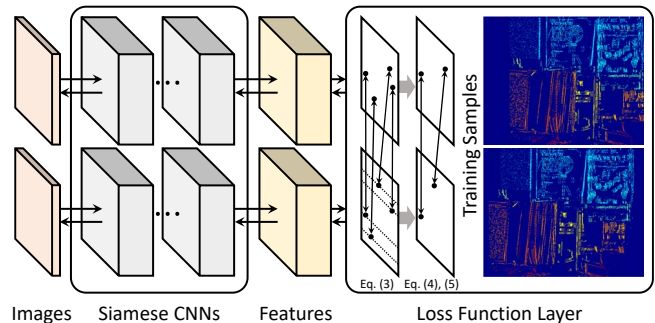 Training Samples
Eq. (3) Eq. (4), (5)
Images Siamese CNNs Features Loss Function Layer